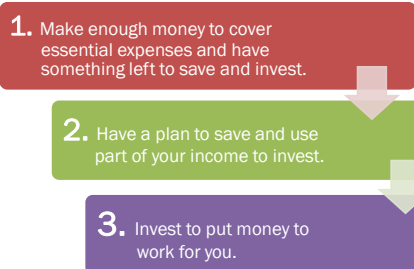 1. Make enough money to cover
essential expenses and have
something left to save and invest.
2. Have a plan to save and use
part of your income to invest.
3. Invest to put money to
work for you.